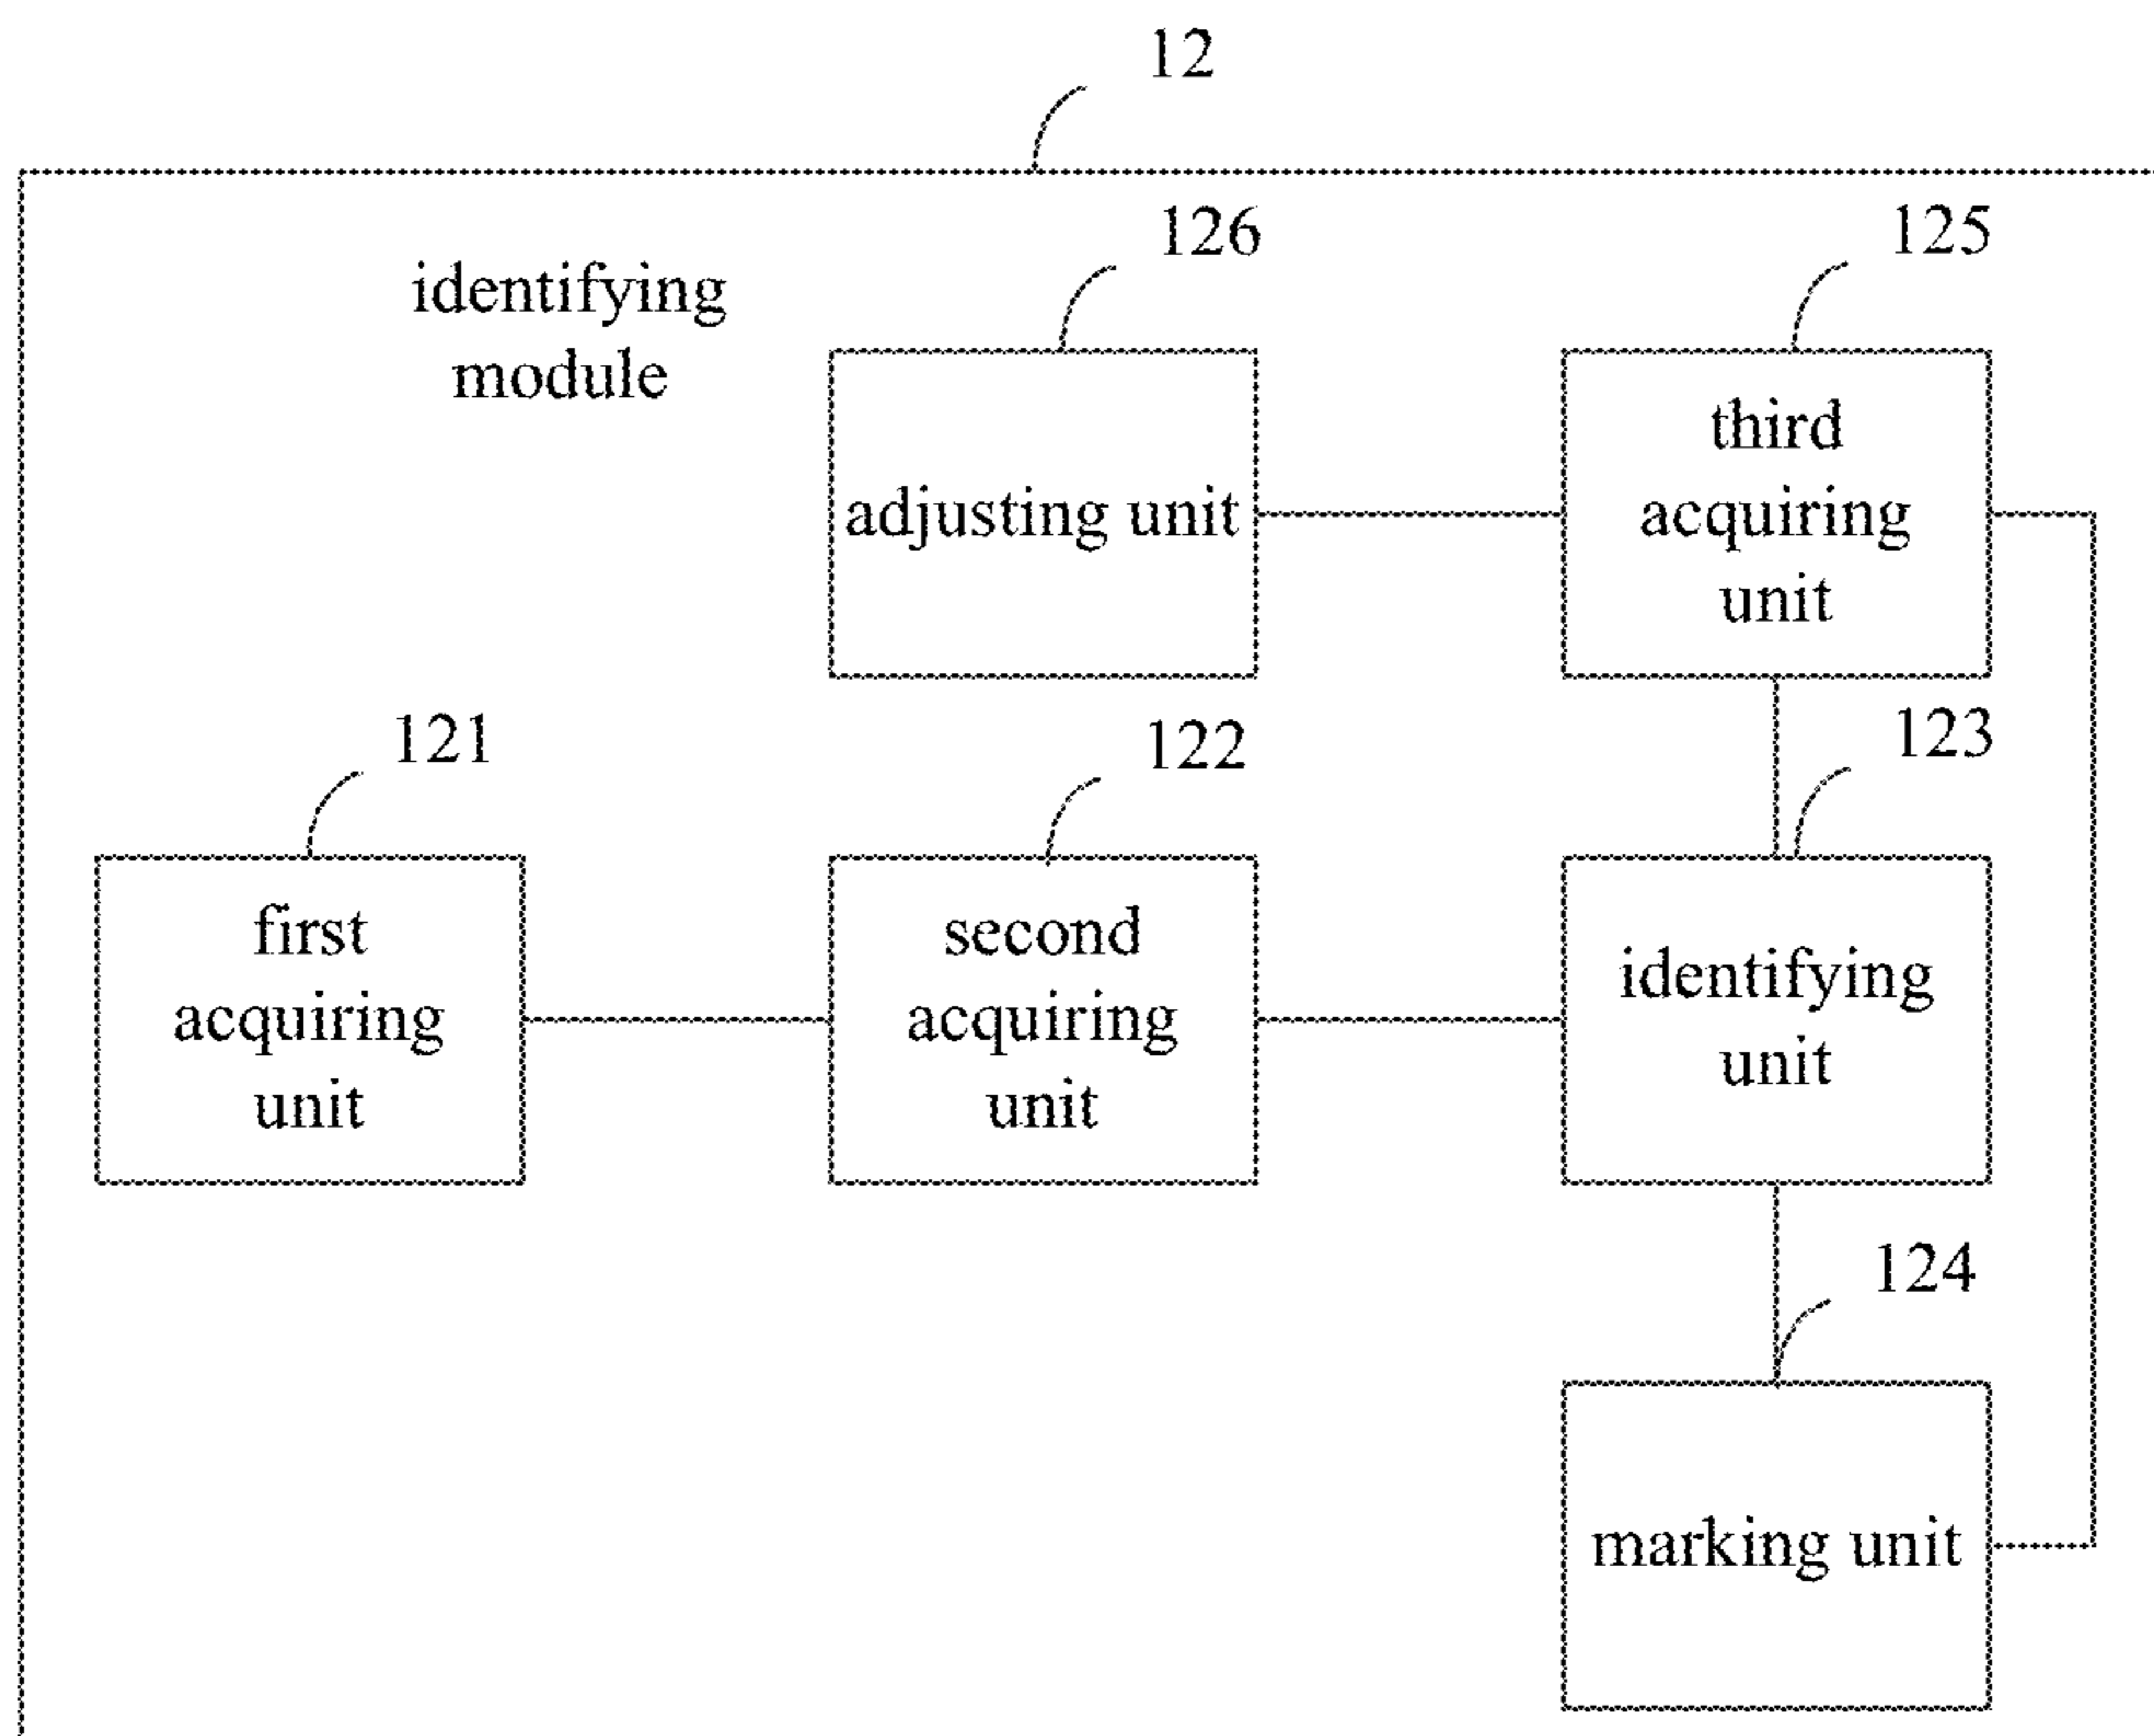 12
126
125
identifying
module
adjusting unit
third
acquiring
unit
121
122
123
first
acquiring
unit
second
acquiring
unit
identifying
unit
124
marking unit